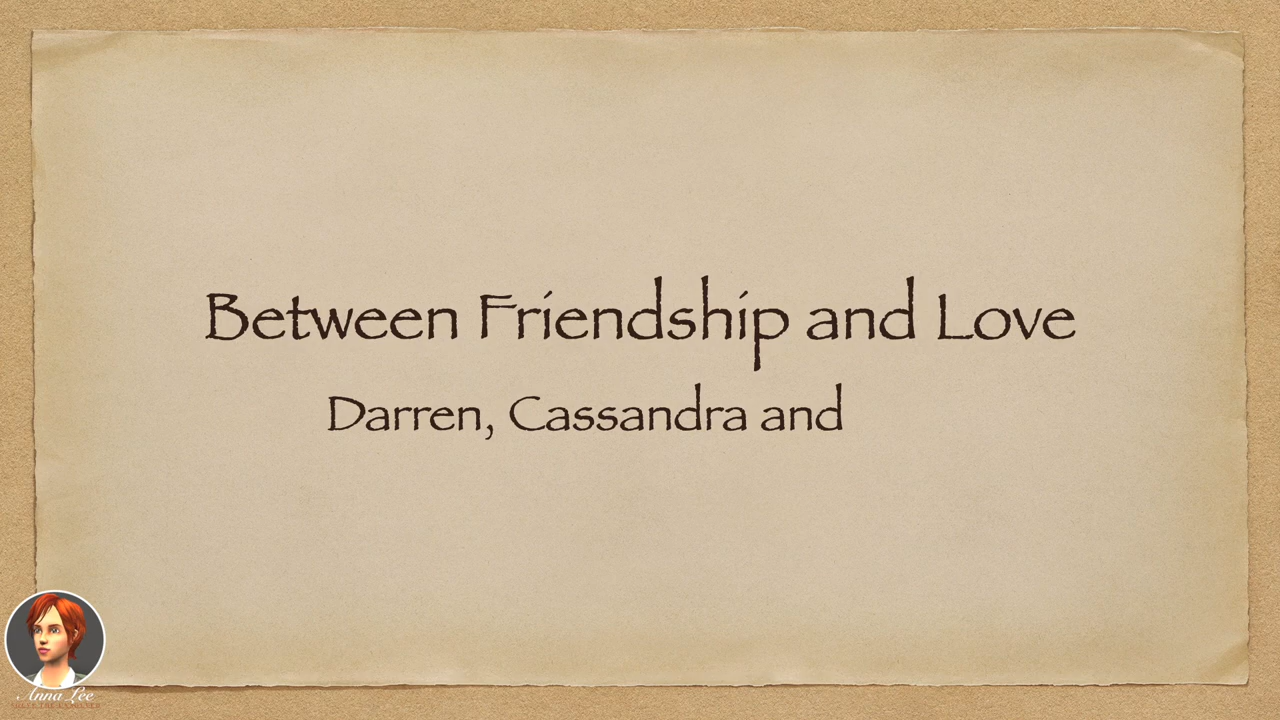 Between Friendship and Love
Darren, Cassandra and
Anna Lee